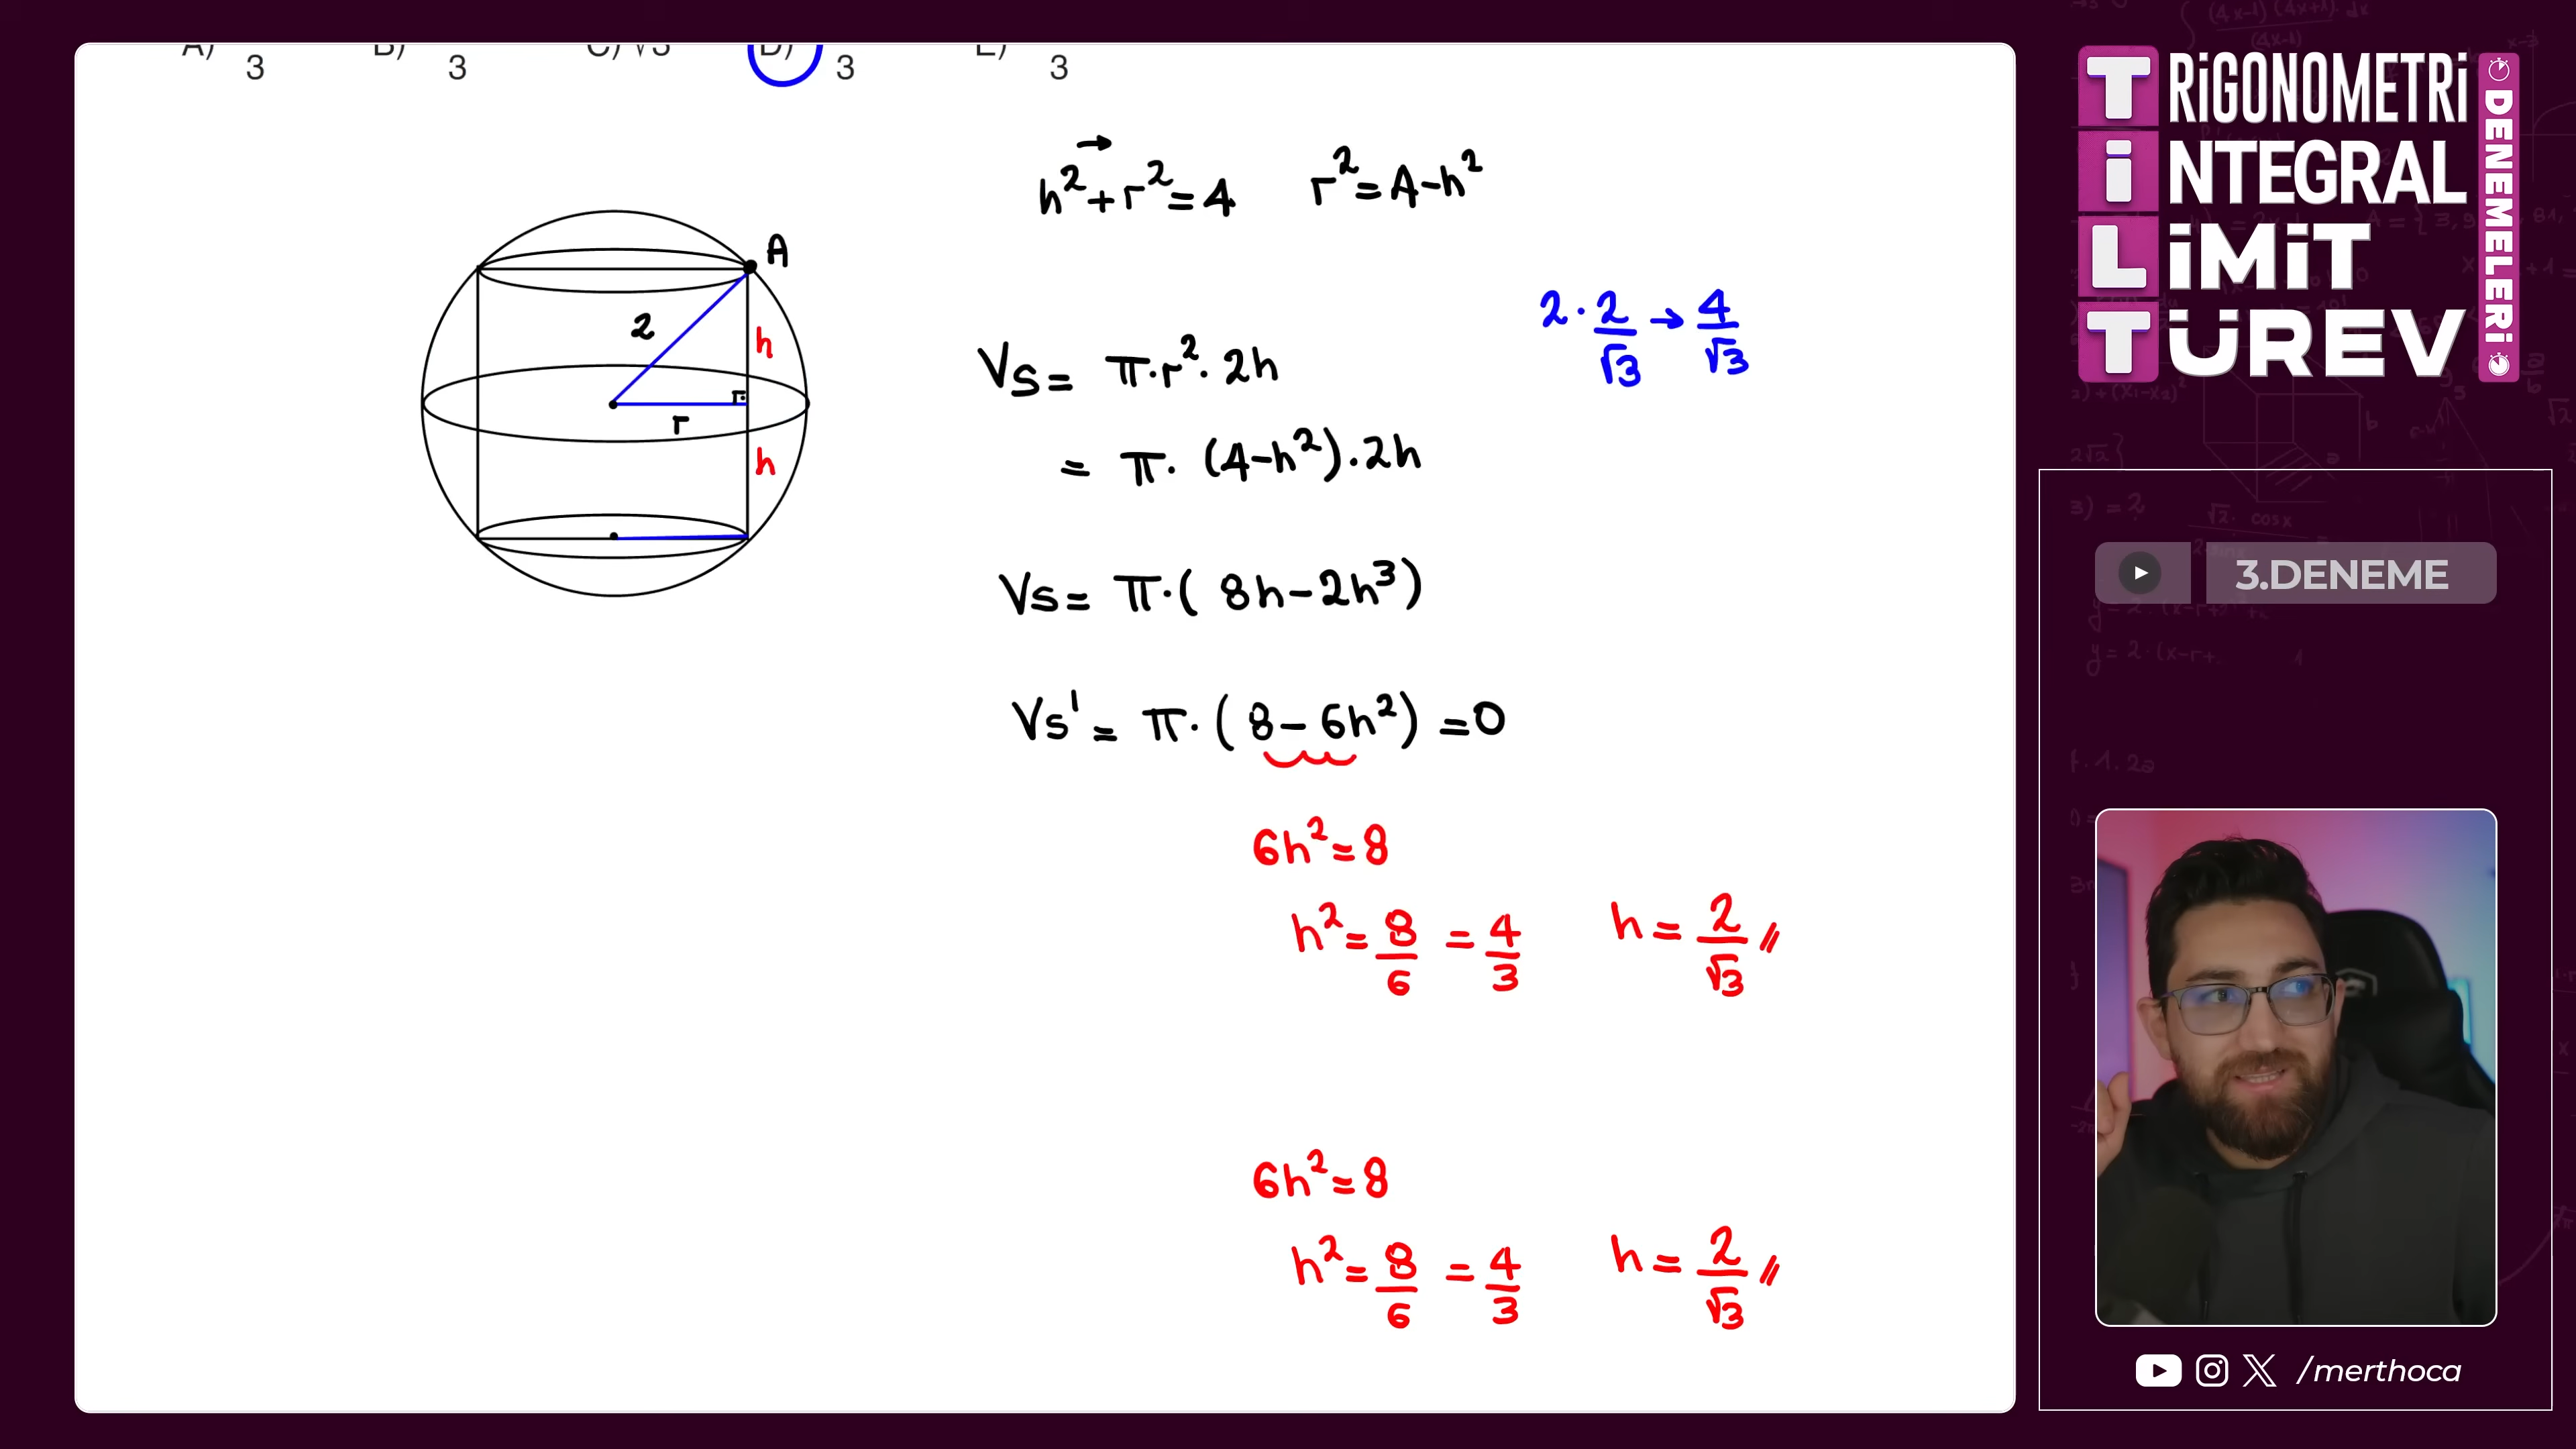 A) B) C) √3 D) E)
3 3 3 3
h² + r² = 4 r² = 4 - h²
A
2
h
r
h
Vs = π · r² · 2h
2 · 2/√3 → 4/√3
= π · (4 - h²) · 2h
Vs = π · ( 8h - 2h³ )
Vs' = π · ( 8 - 6h² ) = 0
6h² = 8
h² = 8/6 = 4/3 h = 2/√3 //
6h² = 8
h² = 8/6 = 4/3 h = 2/√3 //
TRiGONOMETRi
iNTEGRAL
LiMiT
TÜREV
DENEMELERİ
3.DENEME
/merthoca